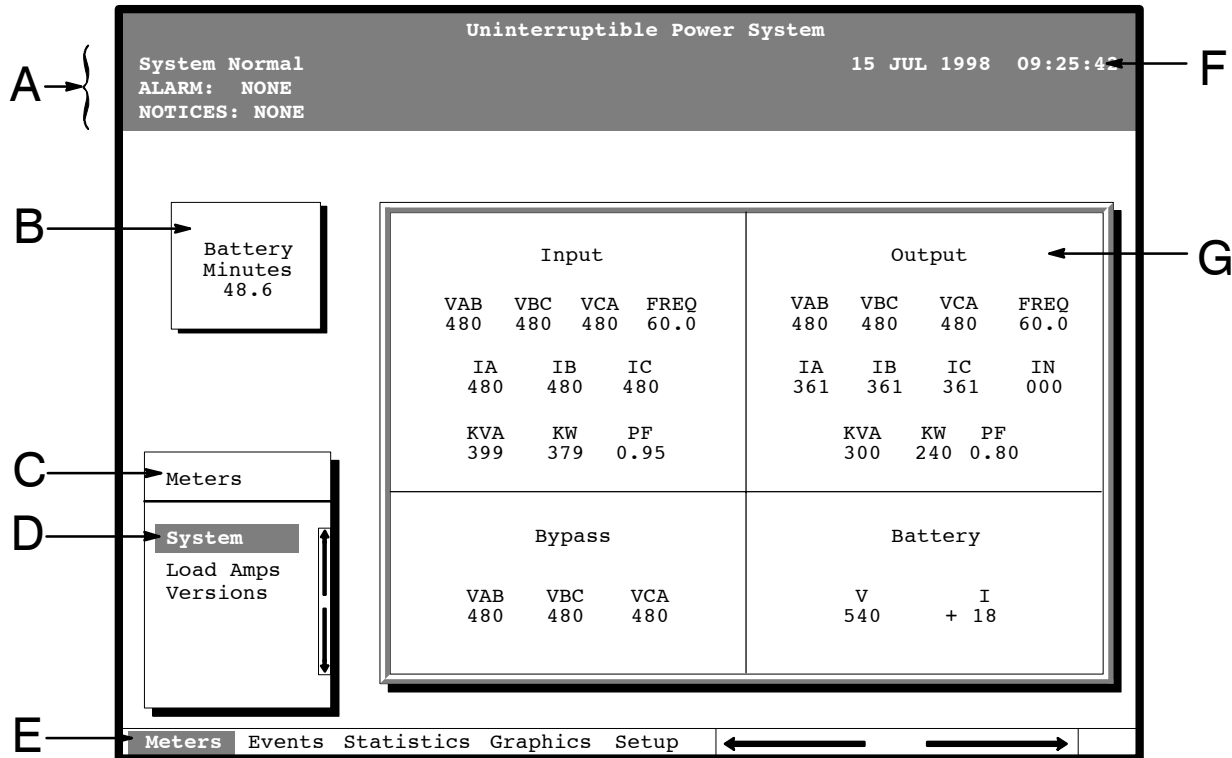 Uninterruptible Power System
System Normal 15 JUL 1998 09:25:42
ALARM: NONE
NOTICES: NONE
A
F
B
Battery
Minutes
48.6
Input
VAB VBC VCA FREQ
480 480 480 60.0
IA IB IC
480 480 480
KVA KW PF
399 379 0.95
Output
VAB VBC VCA FREQ
480 480 480 60.0
IA IB IC IN
361 361 361 000
KVA KW PF
300 240 0.80
G
C
Meters
D
System
Load Amps
Versions
Bypass
VAB VBC VCA
480 480 480
Battery
V I
540 + 18
E
Meters Events Statistics Graphics Setup